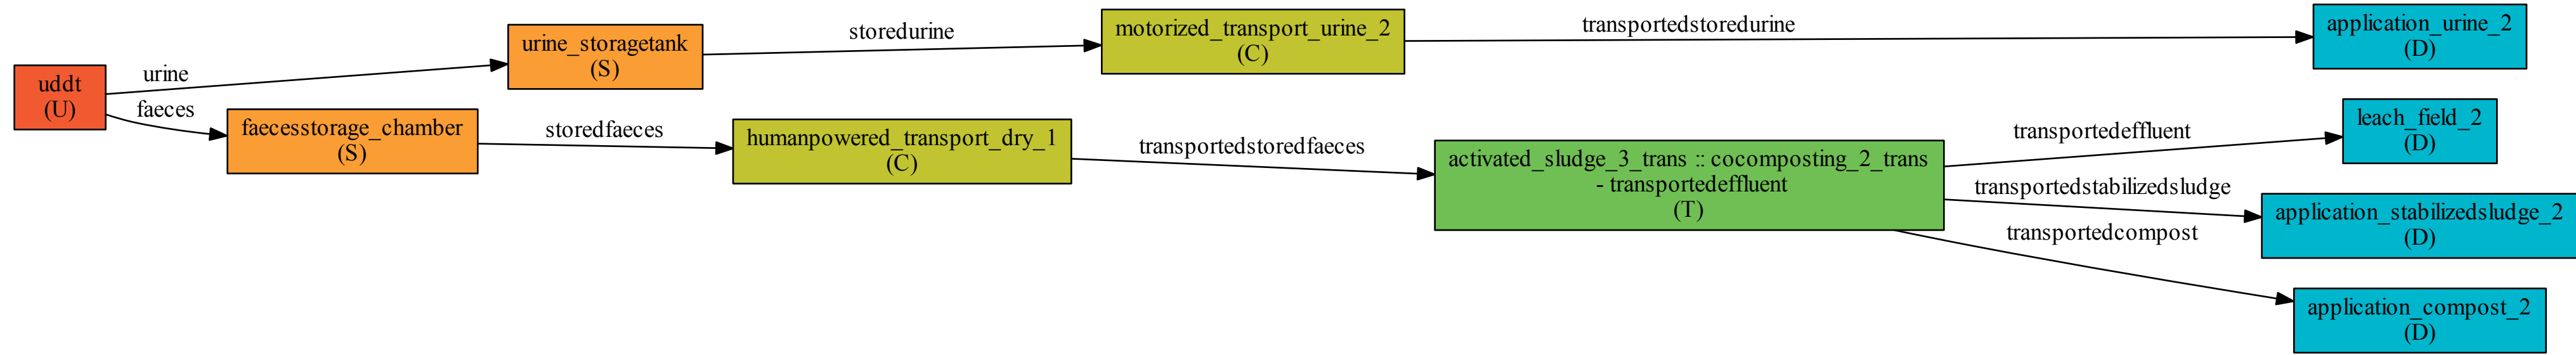 uddt
(U)
urine
faeces
urine_storagetank
(S)
faecesstorage_chamber
(S)
storedurine
storedfaeces
motorized_transport_urine_2
(C)
humanpowered_transport_dry_1
(C)
transportedstoredurine
transportedstoredfaeces
activated_sludge_3_trans :: cocomposting_2_trans
- transportedeffluent
(T)
transportedeffluent
transportedstabilizedsludge
transportedcompost
application_urine_2
(D)
leach_field_2
(D)
application_stabilizedsludge_2
(D)
application_compost_2
(D)